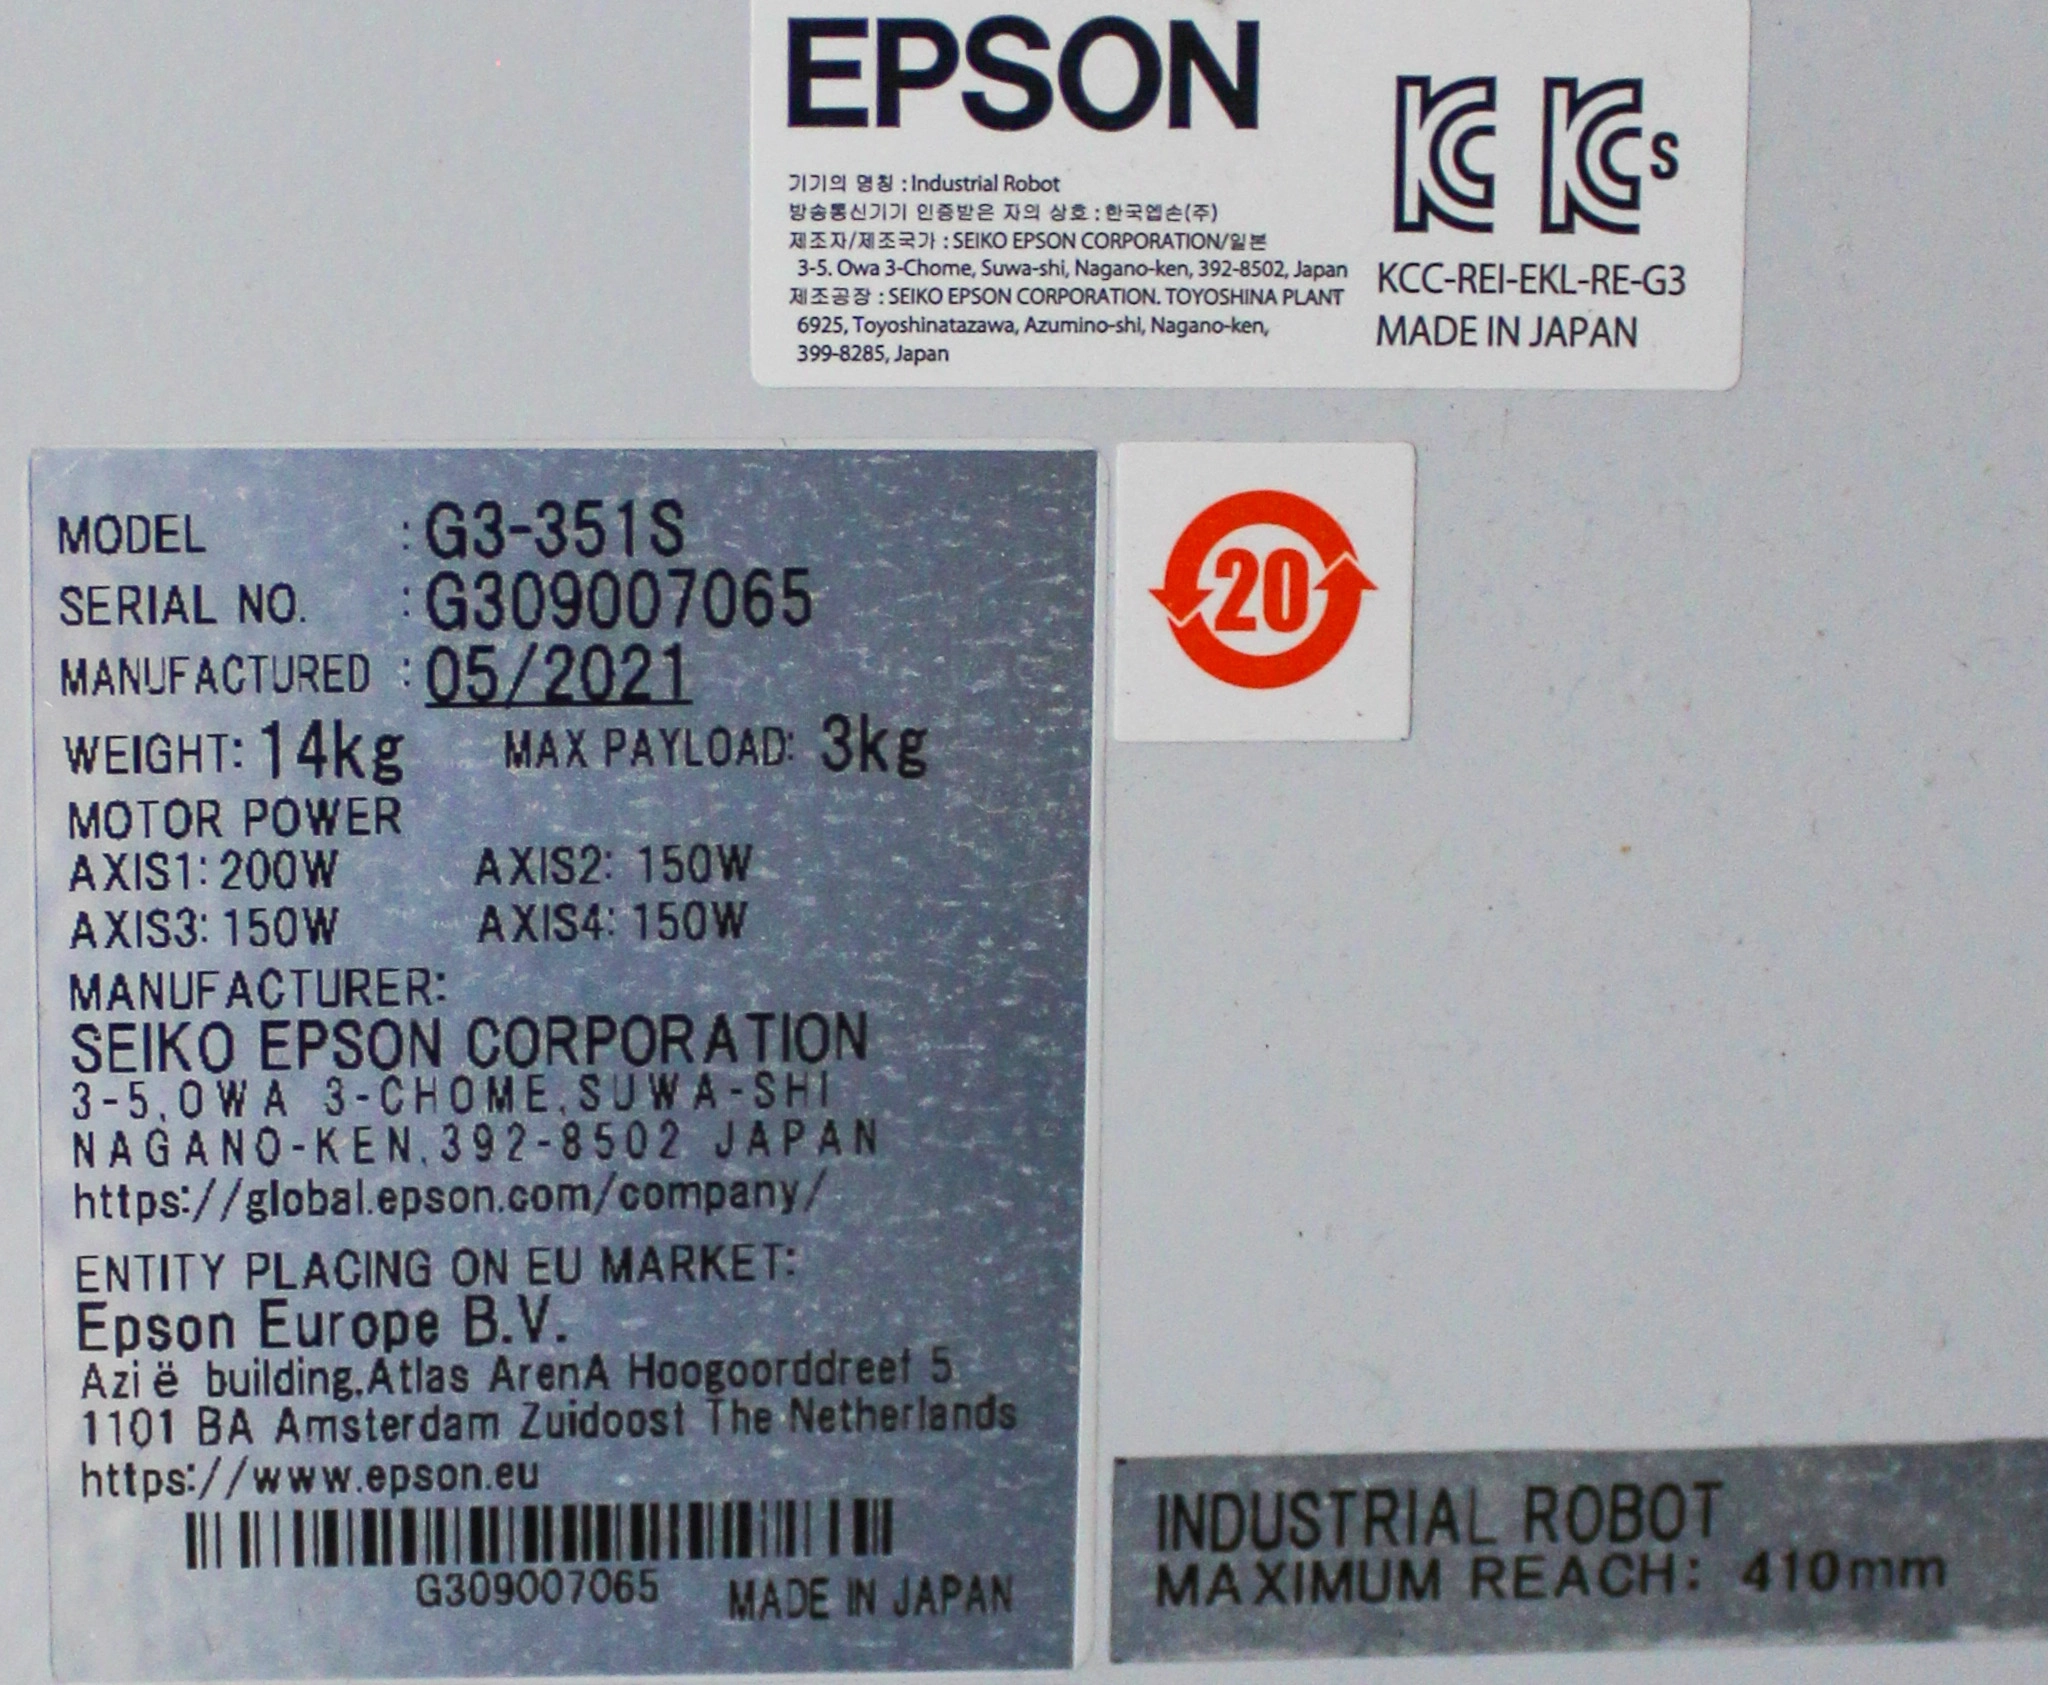 EPSON
기기의 명칭 : Industrial Robot
방송통신기기 인증받은 자의 상호 : 한국엡손(주)
제조자/제조국가 : SEIKO EPSON CORPORATION/일본
3-5. Owa 3-Chome, Suwa-shi, Nagano-ken, 392-8502, Japan
제조공장 : SEIKO EPSON CORPORATION. TOYOSHINA PLANT
6925, Toyoshinatazawa, Azumino-shi, Nagano-ken,
399-8285, Japan
KC KCs
KCC-REI-EKL-RE-G3
MADE IN JAPAN
MODEL : G3-351S
SERIAL NO. : G309007065
MANUFACTURED : 05/2021
WEIGHT: 14kg MAX PAYLOAD: 3kg
MOTOR POWER
AXIS1: 200W AXIS2: 150W
AXIS3: 150W AXIS4: 150W
MANUFACTURER:
SEIKO EPSON CORPORATION
3-5,OWA 3-CHOME,SUWA-SHI
NAGANO-KEN,392-8502 JAPAN
https://global.epson.com/company/
ENTITY PLACING ON EU MARKET:
Epson Europe B.V.
Azië building,Atlas ArenA Hoogoorddreef 5
1101 BA Amsterdam Zuidoost The Netherlands
https://www.epson.eu
G309007065 MADE IN JAPAN
20
INDUSTRIAL ROBOT
MAXIMUM REACH: 410mm